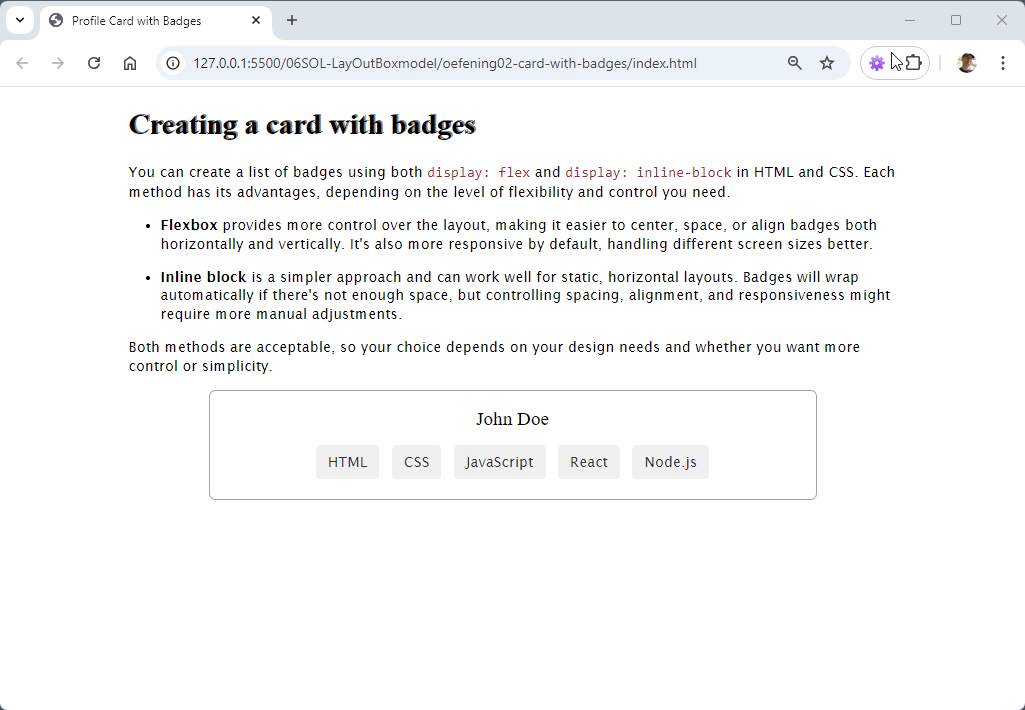 Profile Card with Badges
127.0.0.1:5500/06SOL-LayOutBoxmodel/oefening02-card-with-badges/index.html
Creating a card with badges
You can create a list of badges using both display: flex and display: inline-block in HTML and CSS. Each
method has its advantages, depending on the level of flexibility and control you need.
• Flexbox provides more control over the layout, making it easier to center, space, or align badges both
horizontally and vertically. It's also more responsive by default, handling different screen sizes better.
• Inline block is a simpler approach and can work well for static, horizontal layouts. Badges will wrap
automatically if there's not enough space, but controlling spacing, alignment, and responsiveness might
require more manual adjustments.
Both methods are acceptable, so your choice depends on your design needs and whether you want more
control or simplicity.
John Doe
HTML CSS JavaScript React Node.js